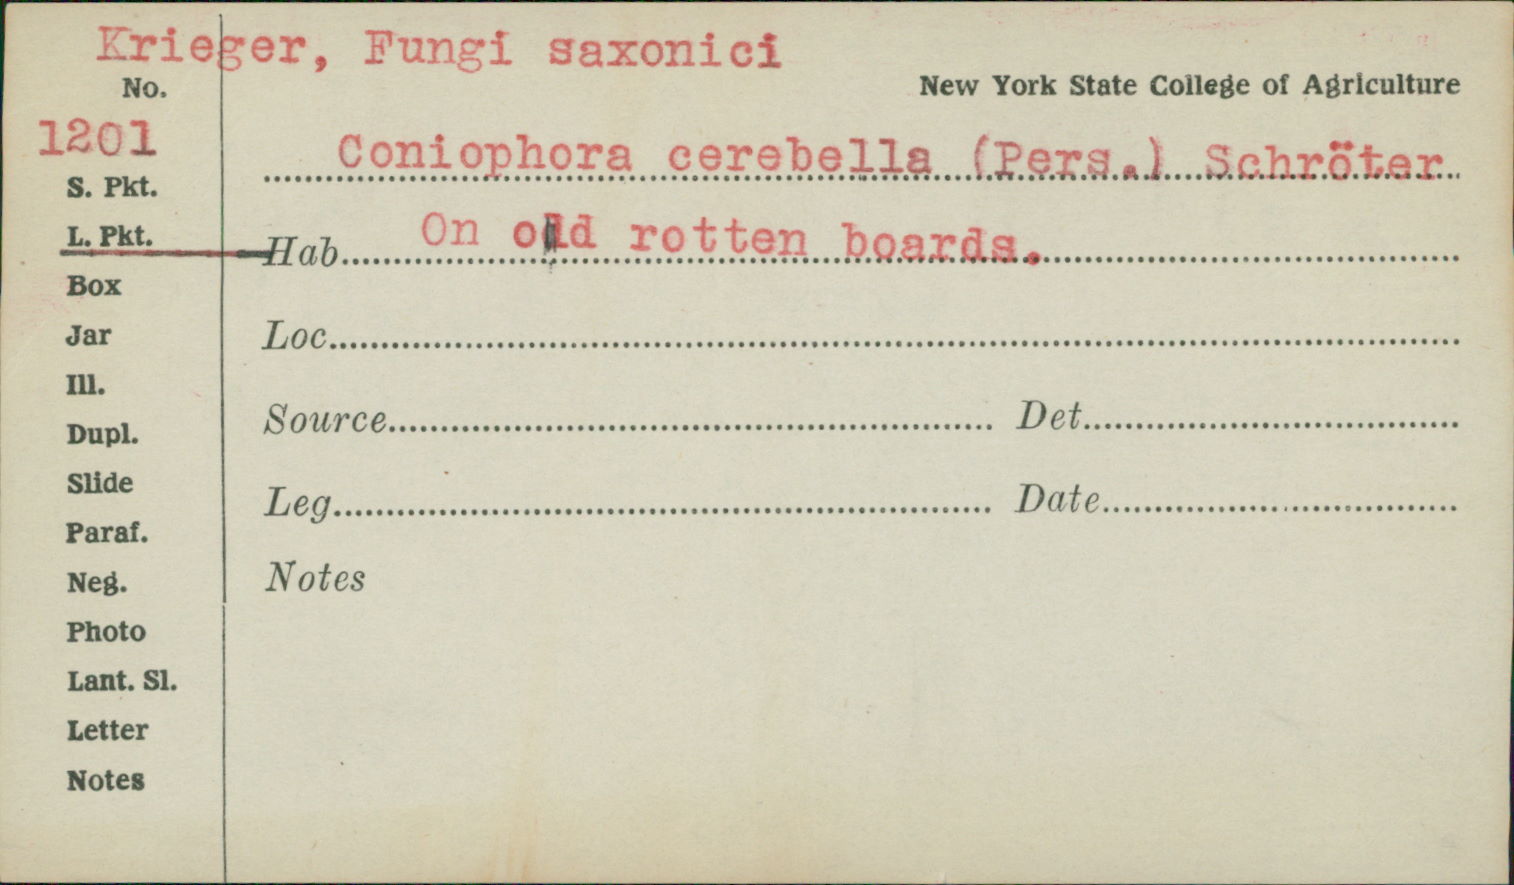 Krieger, Fungi saxonici
No.
New York State College of Agriculture
1201
Coniophora cerebella (Pers.) Schröter
S. Pkt.
L. Pkt.
Hab. On old rotten boards.
Box
Jar
Loc.
Ill.
Dupl.
Source Det.
Slide
Leg. Date
Paraf.
Neg.
Notes
Photo
Lant. Sl.
Letter
Notes